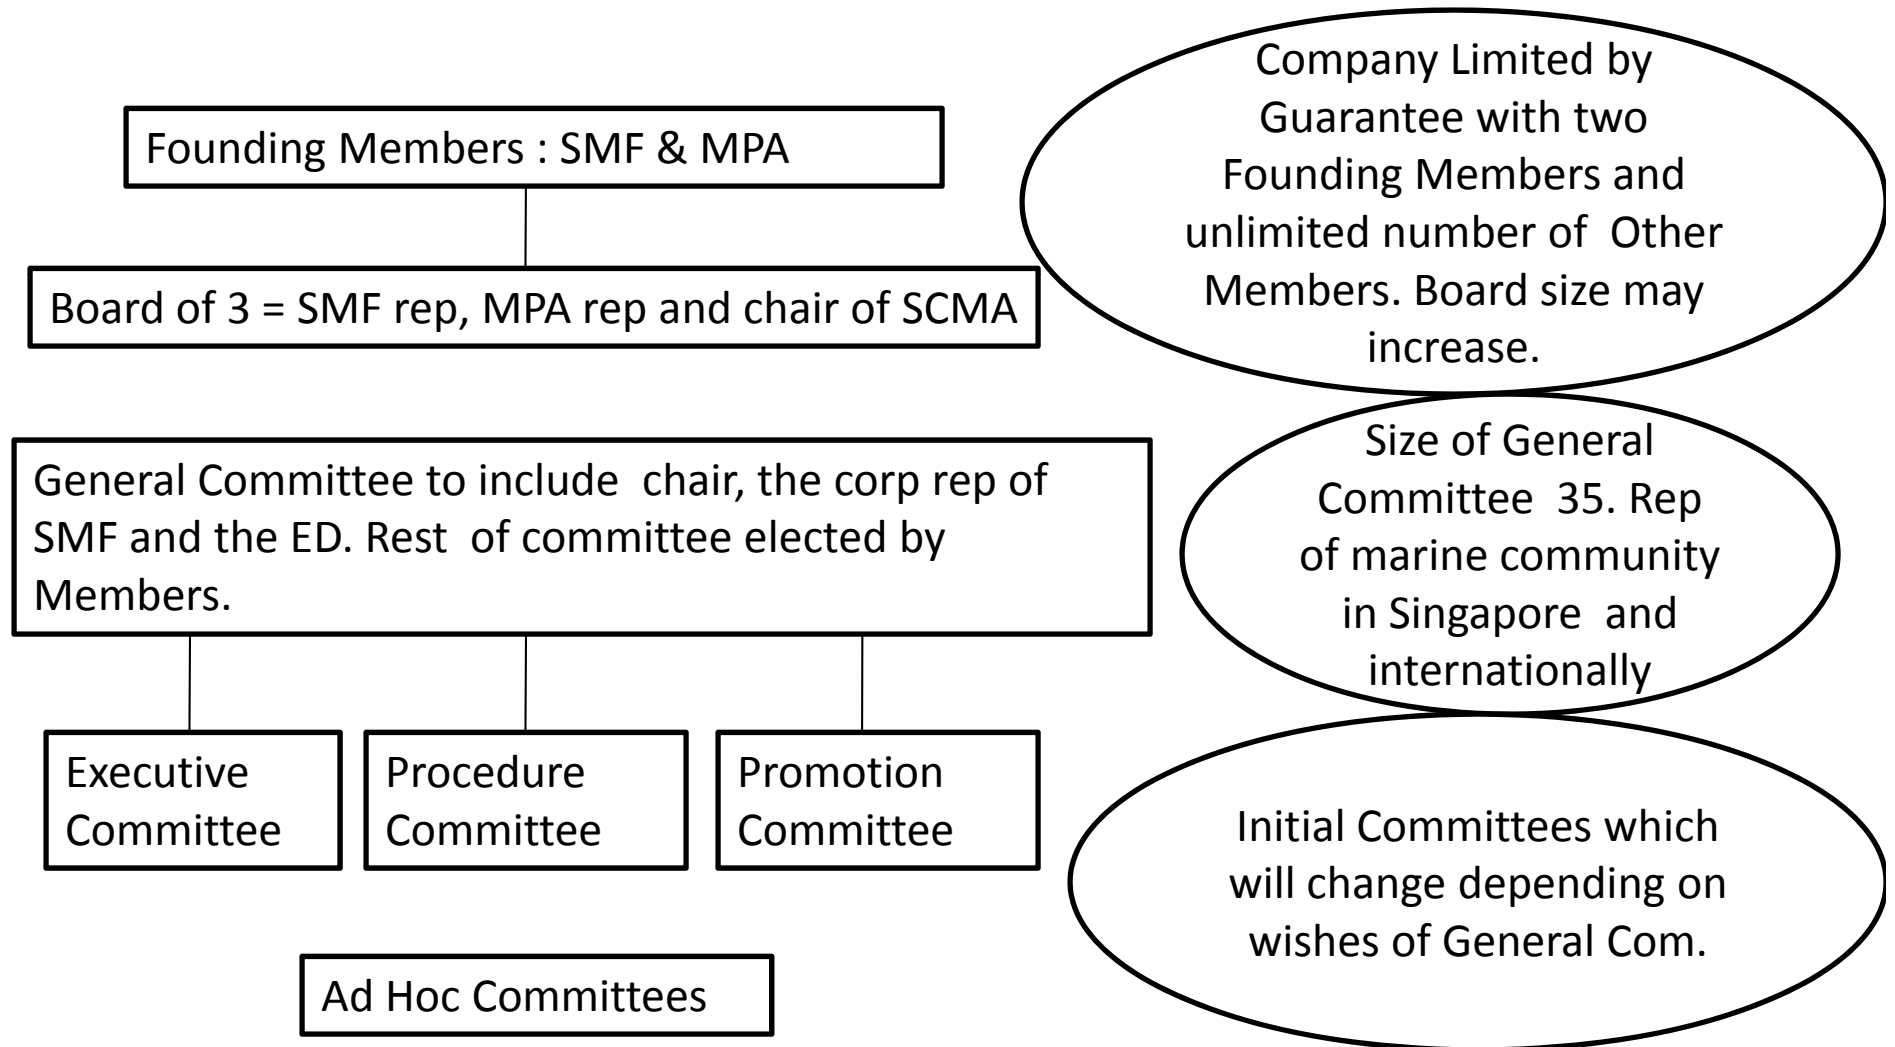 Founding Members : SMF & MPA
Board of 3 = SMF rep, MPA rep and chair of SCMA
Company Limited by
Guarantee with two
Founding Members and
unlimited number of  Other
Members. Board size may
increase.
General Committee to include  chair, the corp rep of
SMF and the ED. Rest  of committee elected by
Members.
Size of General
Committee  35. Rep
of marine community
in Singapore  and
internationally
Executive
Committee
Procedure
Committee
Promotion
Committee
Initial Committees which
will change depending on
wishes of General Com.
Ad Hoc Committees